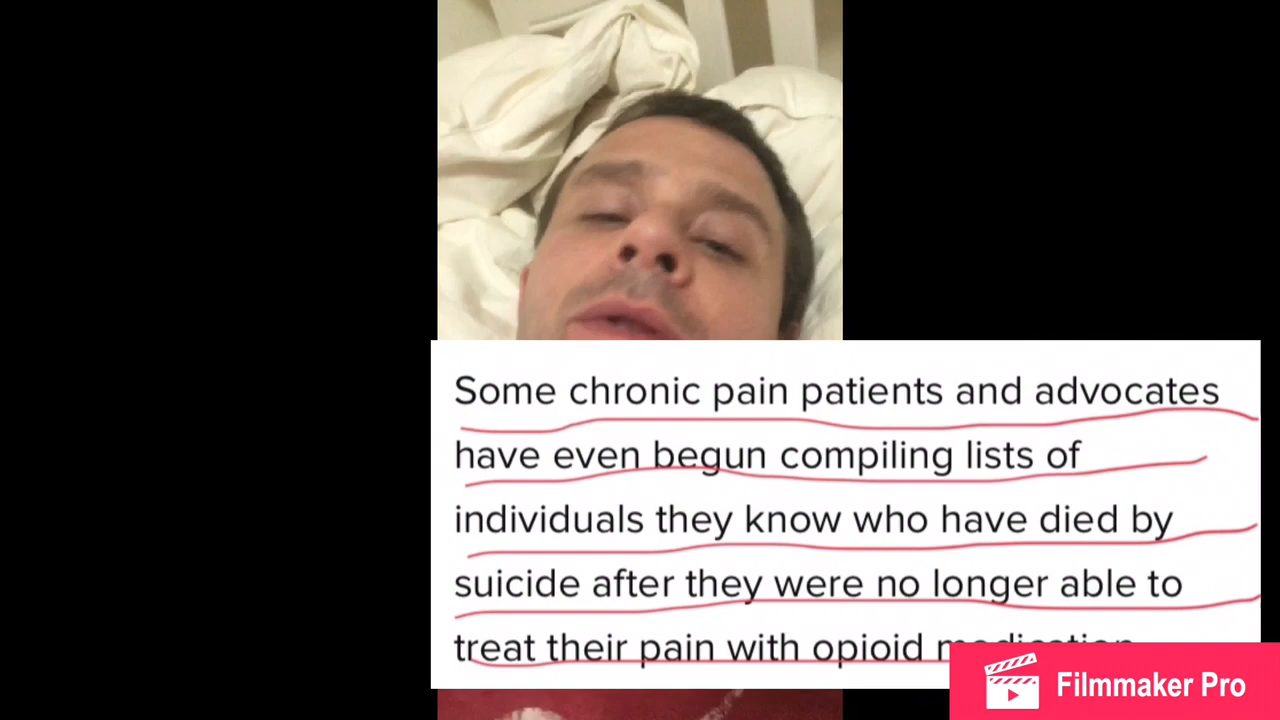 Some chronic pain patients and advocates
have even begun compiling lists of
individuals they know who have died by
suicide after they were no longer able to
treat their pain with opioid
Filmmaker Pro